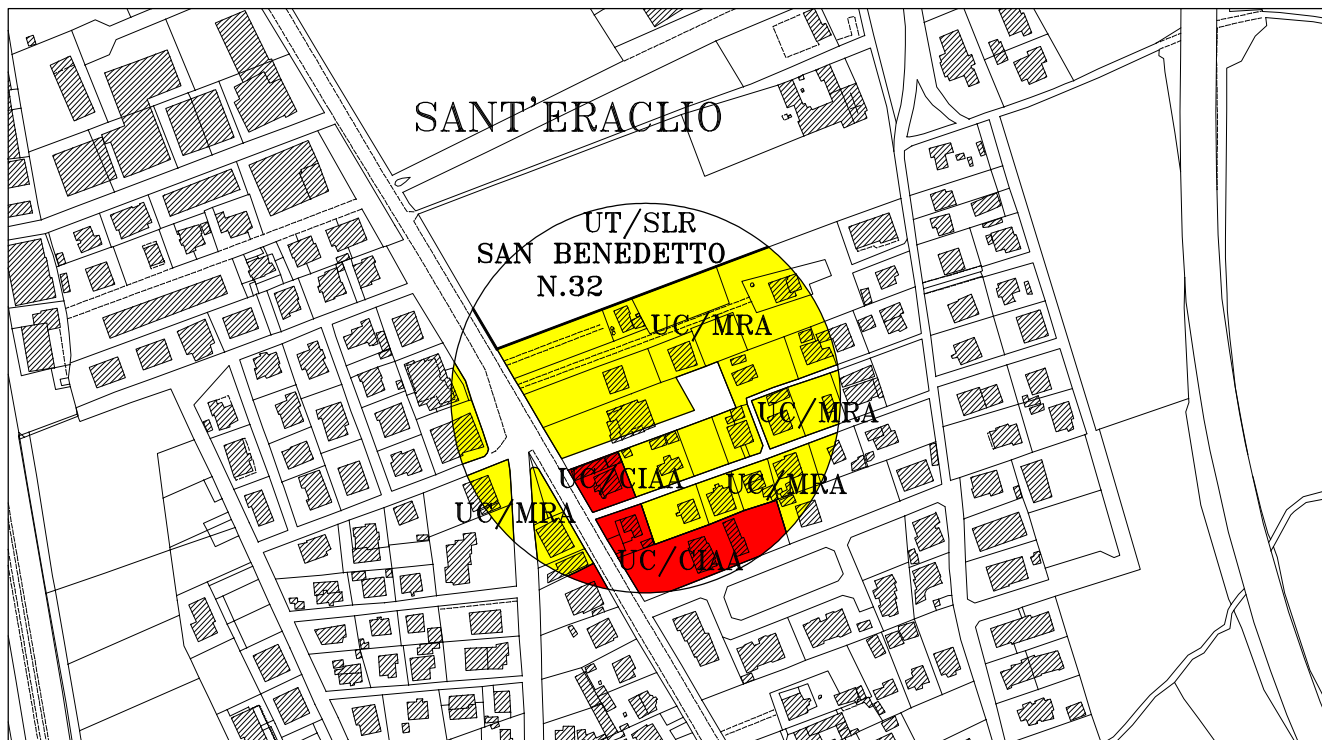 SANT'ERACLIO
UT/SLR
SAN BENEDETTO
N.32
UC/MRA
UC/MRA
UC/CIAA
UC/MRA
UC/MRA
UC/CIAA